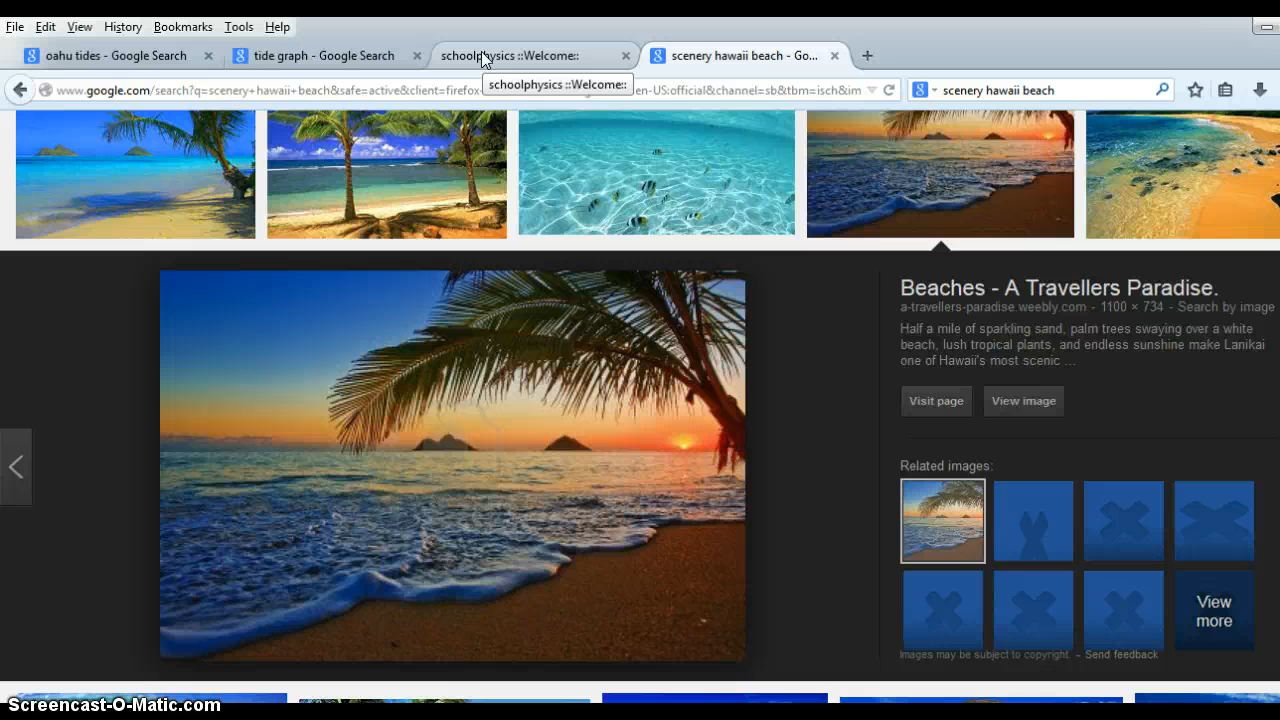 File Edit View History Bookmarks Tools Help
oahu tides - Google Search
tide graph - Google Search
schoolphysics ::Welcome::
scenery hawaii beach - Go...
schoolphysics ::Welcome::
www.google.com/search?q=scenery+hawaii+beach&safe=active&client=firefox-
en-US:official&channel=sb&tbm=isch&im
scenery hawaii beach
Beaches - A Travellers Paradise.
a-travellers-paradise.weebly.com - 1100 × 734 - Search by image
Half a mile of sparkling sand, palm trees swaying over a white
beach, lush tropical plants, and endless sunshine make Lanikai
one of Hawaii's most scenic ...
Visit page
View image
Related images:
View
more
Images may be subject to copyright. - Send feedback
Screencast-O-Matic.com